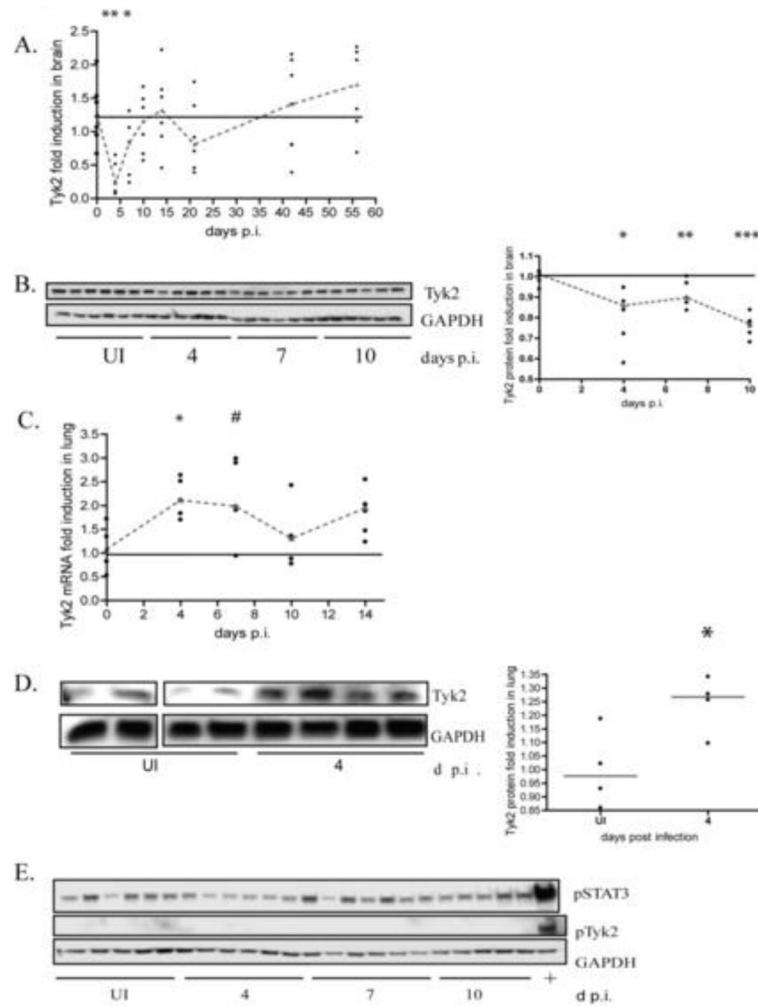 A.
** *
Tyk2 fold induction in brain
2.5
2.0
1.5
1.0
0.5
0.0
0 5 10 15 20 25 30 35 40 45 50 55 60
days p.i.
B.
Tyk2
GAPDH
UI 4 7 10 days p.i.
* ** ***
Tyk2 protein fold induction in brain
1.1
1.0
0.9
0.8
0.7
0.6
0.5
0 2 4 6 8 10
days p.i.
C.
* #
Tyk2 mRNA fold induction in lung
3.5
3.0
2.5
2.0
1.5
1.0
0.5
0.0
0 2 4 6 8 10 12 14
days p.i.
D.
Tyk2
GAPDH
UI 4 d p.i .
*
Tyk2 protein fold induction in lung
1.35
1.30
1.25
1.20
1.15
1.10
1.05
1.00
0.95
0.90
0.85
UI 4
days post infection
E.
pSTAT3
pTyk2
GAPDH
UI 4 7 10 + d p.i.